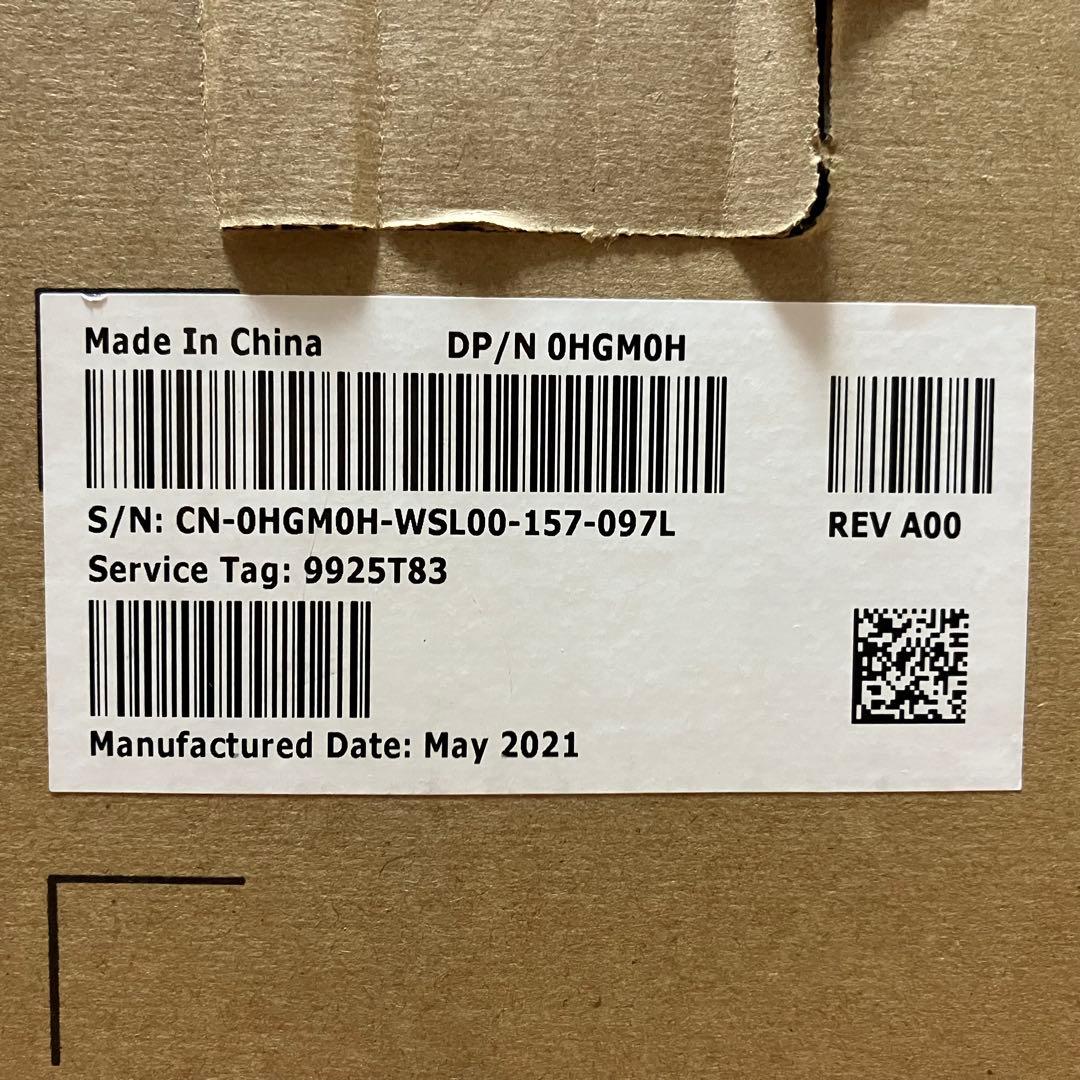 Made In China DP/N 0HGM0H
S/N: CN-0HGM0H-WSL00-157-097L REV A00
Service Tag: 9925T83
Manufactured Date: May 2021